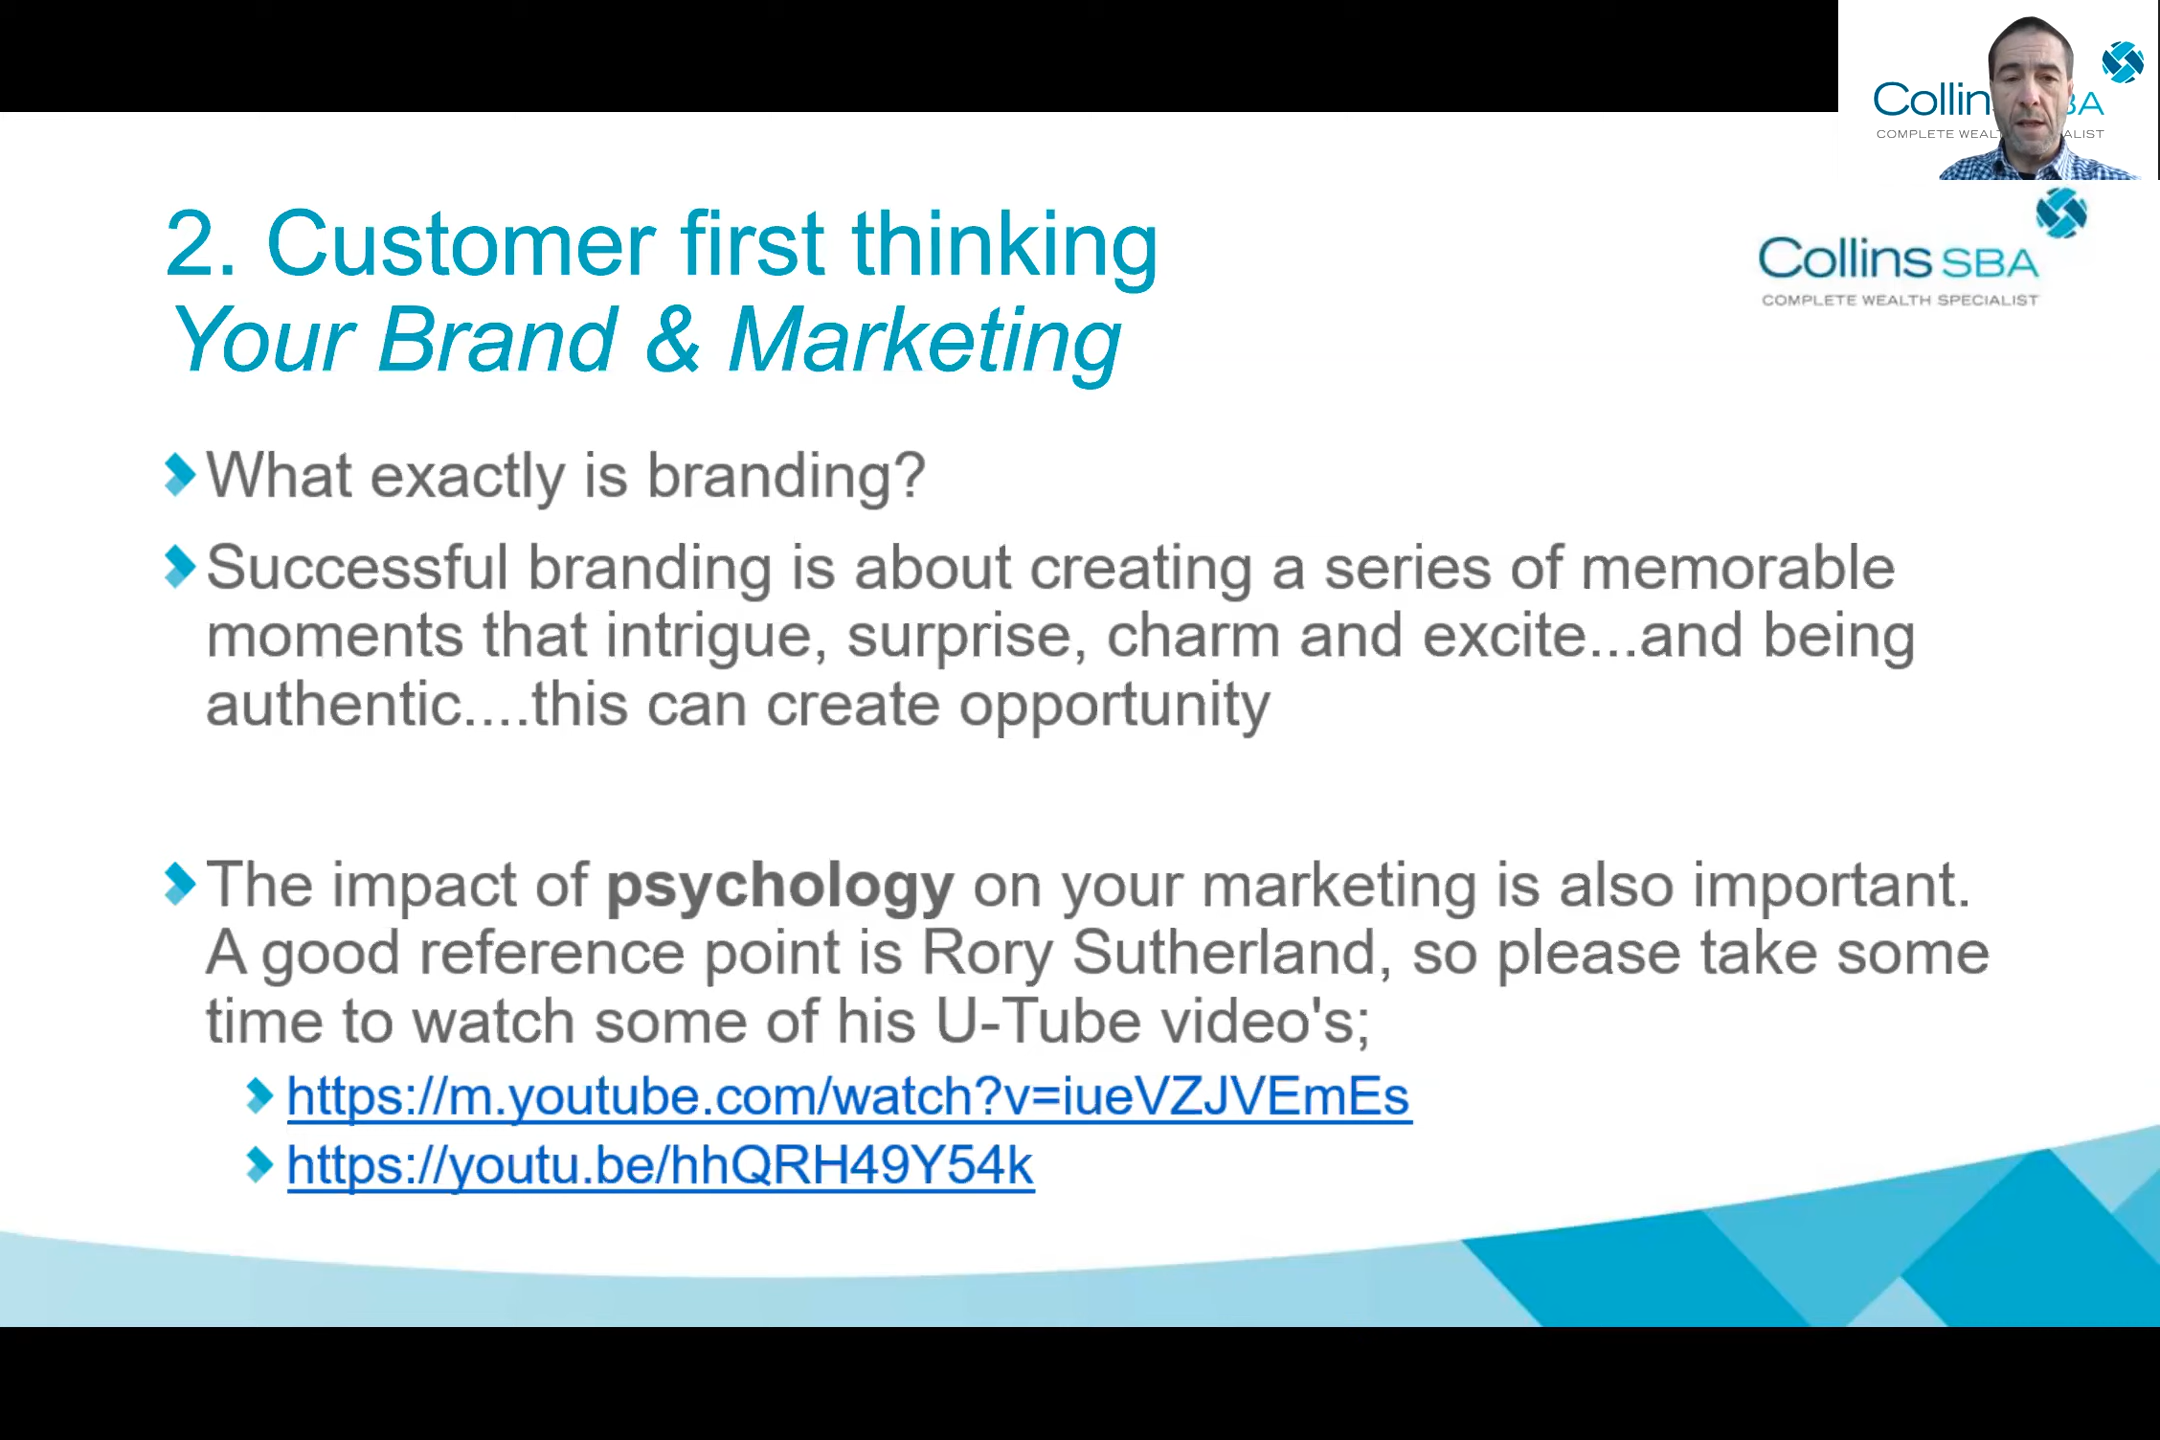 Collin BA
COMPLETE WEAL ALIST
2. Customer first thinking
Your Brand & Marketing
Collins SBA
COMPLETE WEALTH SPECIALIST
What exactly is branding?
Successful branding is about creating a series of memorable
moments that intrigue, surprise, charm and excite...and being
authentic....this can create opportunity
The impact of psychology on your marketing is also important.
A good reference point is Rory Sutherland, so please take some
time to watch some of his U-Tube video's;
https://m.youtube.com/watch?v=iueVZJVEmEs
https://youtu.be/hhQRH49Y54k